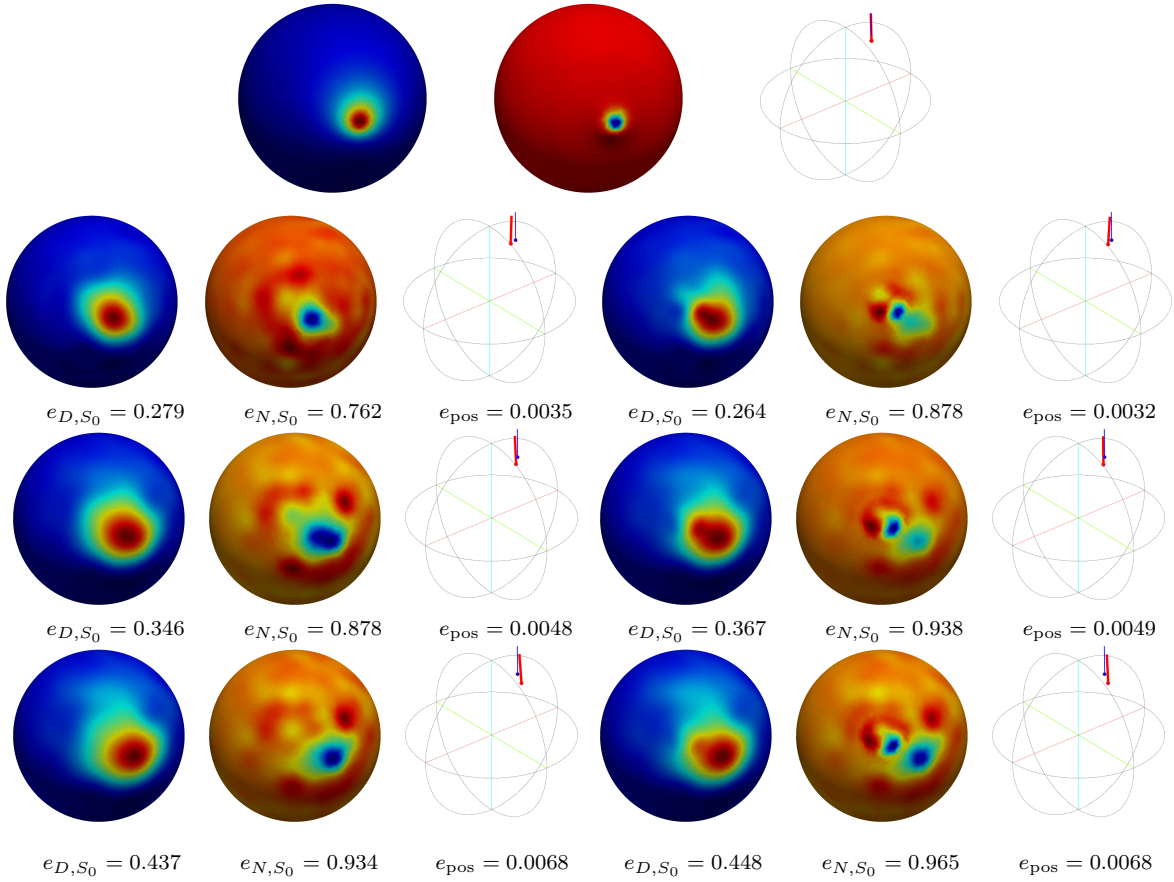 e_{D,S_0} = 0.279 e_{N,S_0} = 0.762 e_{pos} = 0.0035 e_{D,S_0} = 0.264 e_{N,S_0} = 0.878 e_{pos} = 0.0032
e_{D,S_0} = 0.346 e_{N,S_0} = 0.878 e_{pos} = 0.0048 e_{D,S_0} = 0.367 e_{N,S_0} = 0.938 e_{pos} = 0.0049
e_{D,S_0} = 0.437 e_{N,S_0} = 0.934 e_{pos} = 0.0068 e_{D,S_0} = 0.448 e_{N,S_0} = 0.965 e_{pos} = 0.0068